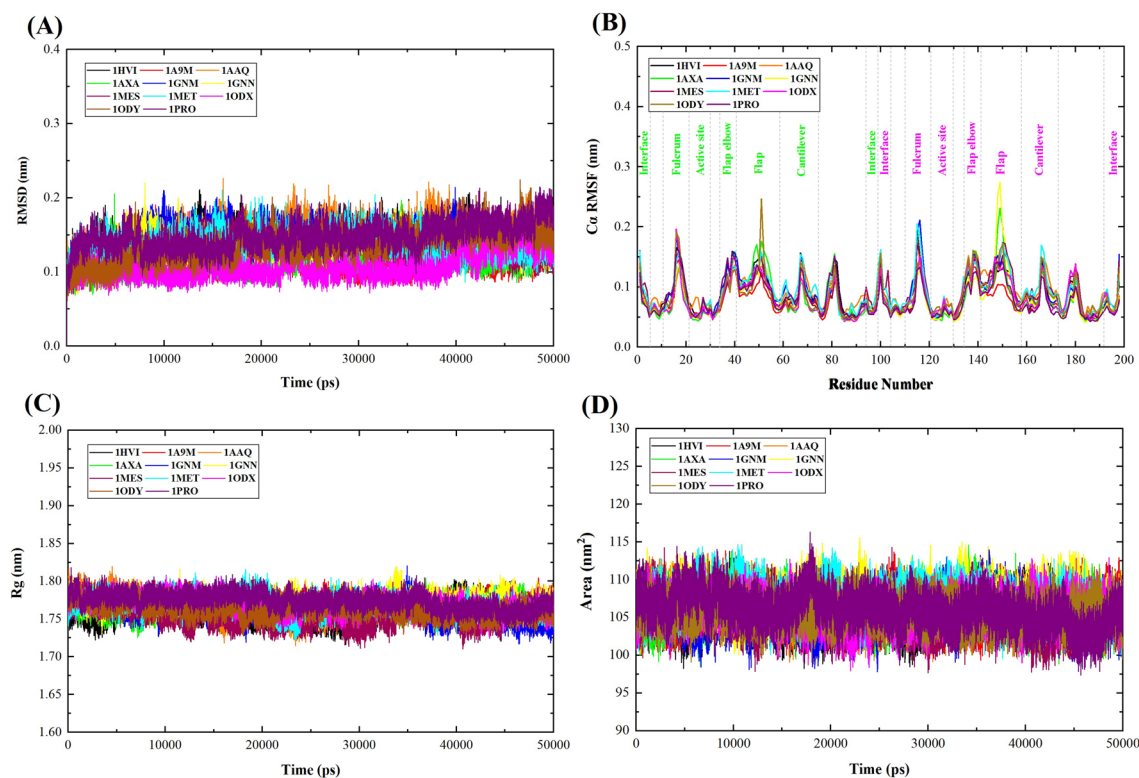 (A)
0.4
0.3
0.2
0.1
0.0
RMSD (nm)
1HVI 1A9M 1AAQ
1AXA 1GNM 1GNN
1MES 1MET 1ODX
1ODY 1PRO
0 10000 20000 30000 40000 50000
Time (ps)
(B)
0.5
0.4
0.3
0.2
0.1
0.0
Cα RMSF (nm)
1HVI 1A9M 1AAQ
1AXA 1GNM 1GNN
1MES 1MET 1ODX
1ODY 1PRO
Interface
Fulcrum
Active site
Flap elbow
Flap
Cantilever
Interface
Interface
Fulcrum
Active site
Flap elbow
Flap
Cantilever
Interface
0 20 40 60 80 100 120 140 160 180 200
Residue Number
(C)
2.00
1.95
1.90
1.85
1.80
1.75
1.70
1.65
1.60
Rg (nm)
1HVI 1A9M 1AAQ
1AXA 1GNM 1GNN
1MES 1MET 1ODX
1ODY 1PRO
0 10000 20000 30000 40000 50000
Time (ps)
(D)
130
125
120
115
110
105
100
95
90
Area (nm²)
1HVI 1A9M 1AAQ
1AXA 1GNM 1GNN
1MES 1MET 1ODX
1ODY 1PRO
0 10000 20000 30000 40000 50000
Time (ps)